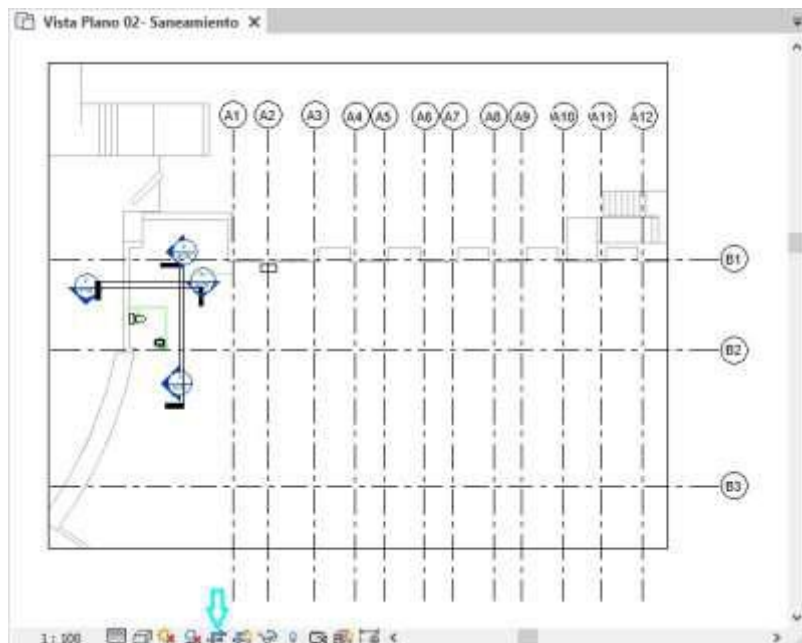 Vista Plano 02- Saneamiento
A1 A2 A3 A4 A5 A6 A7 A8 A9 A10 A11 A12
B1
B2
B3
1 : 100